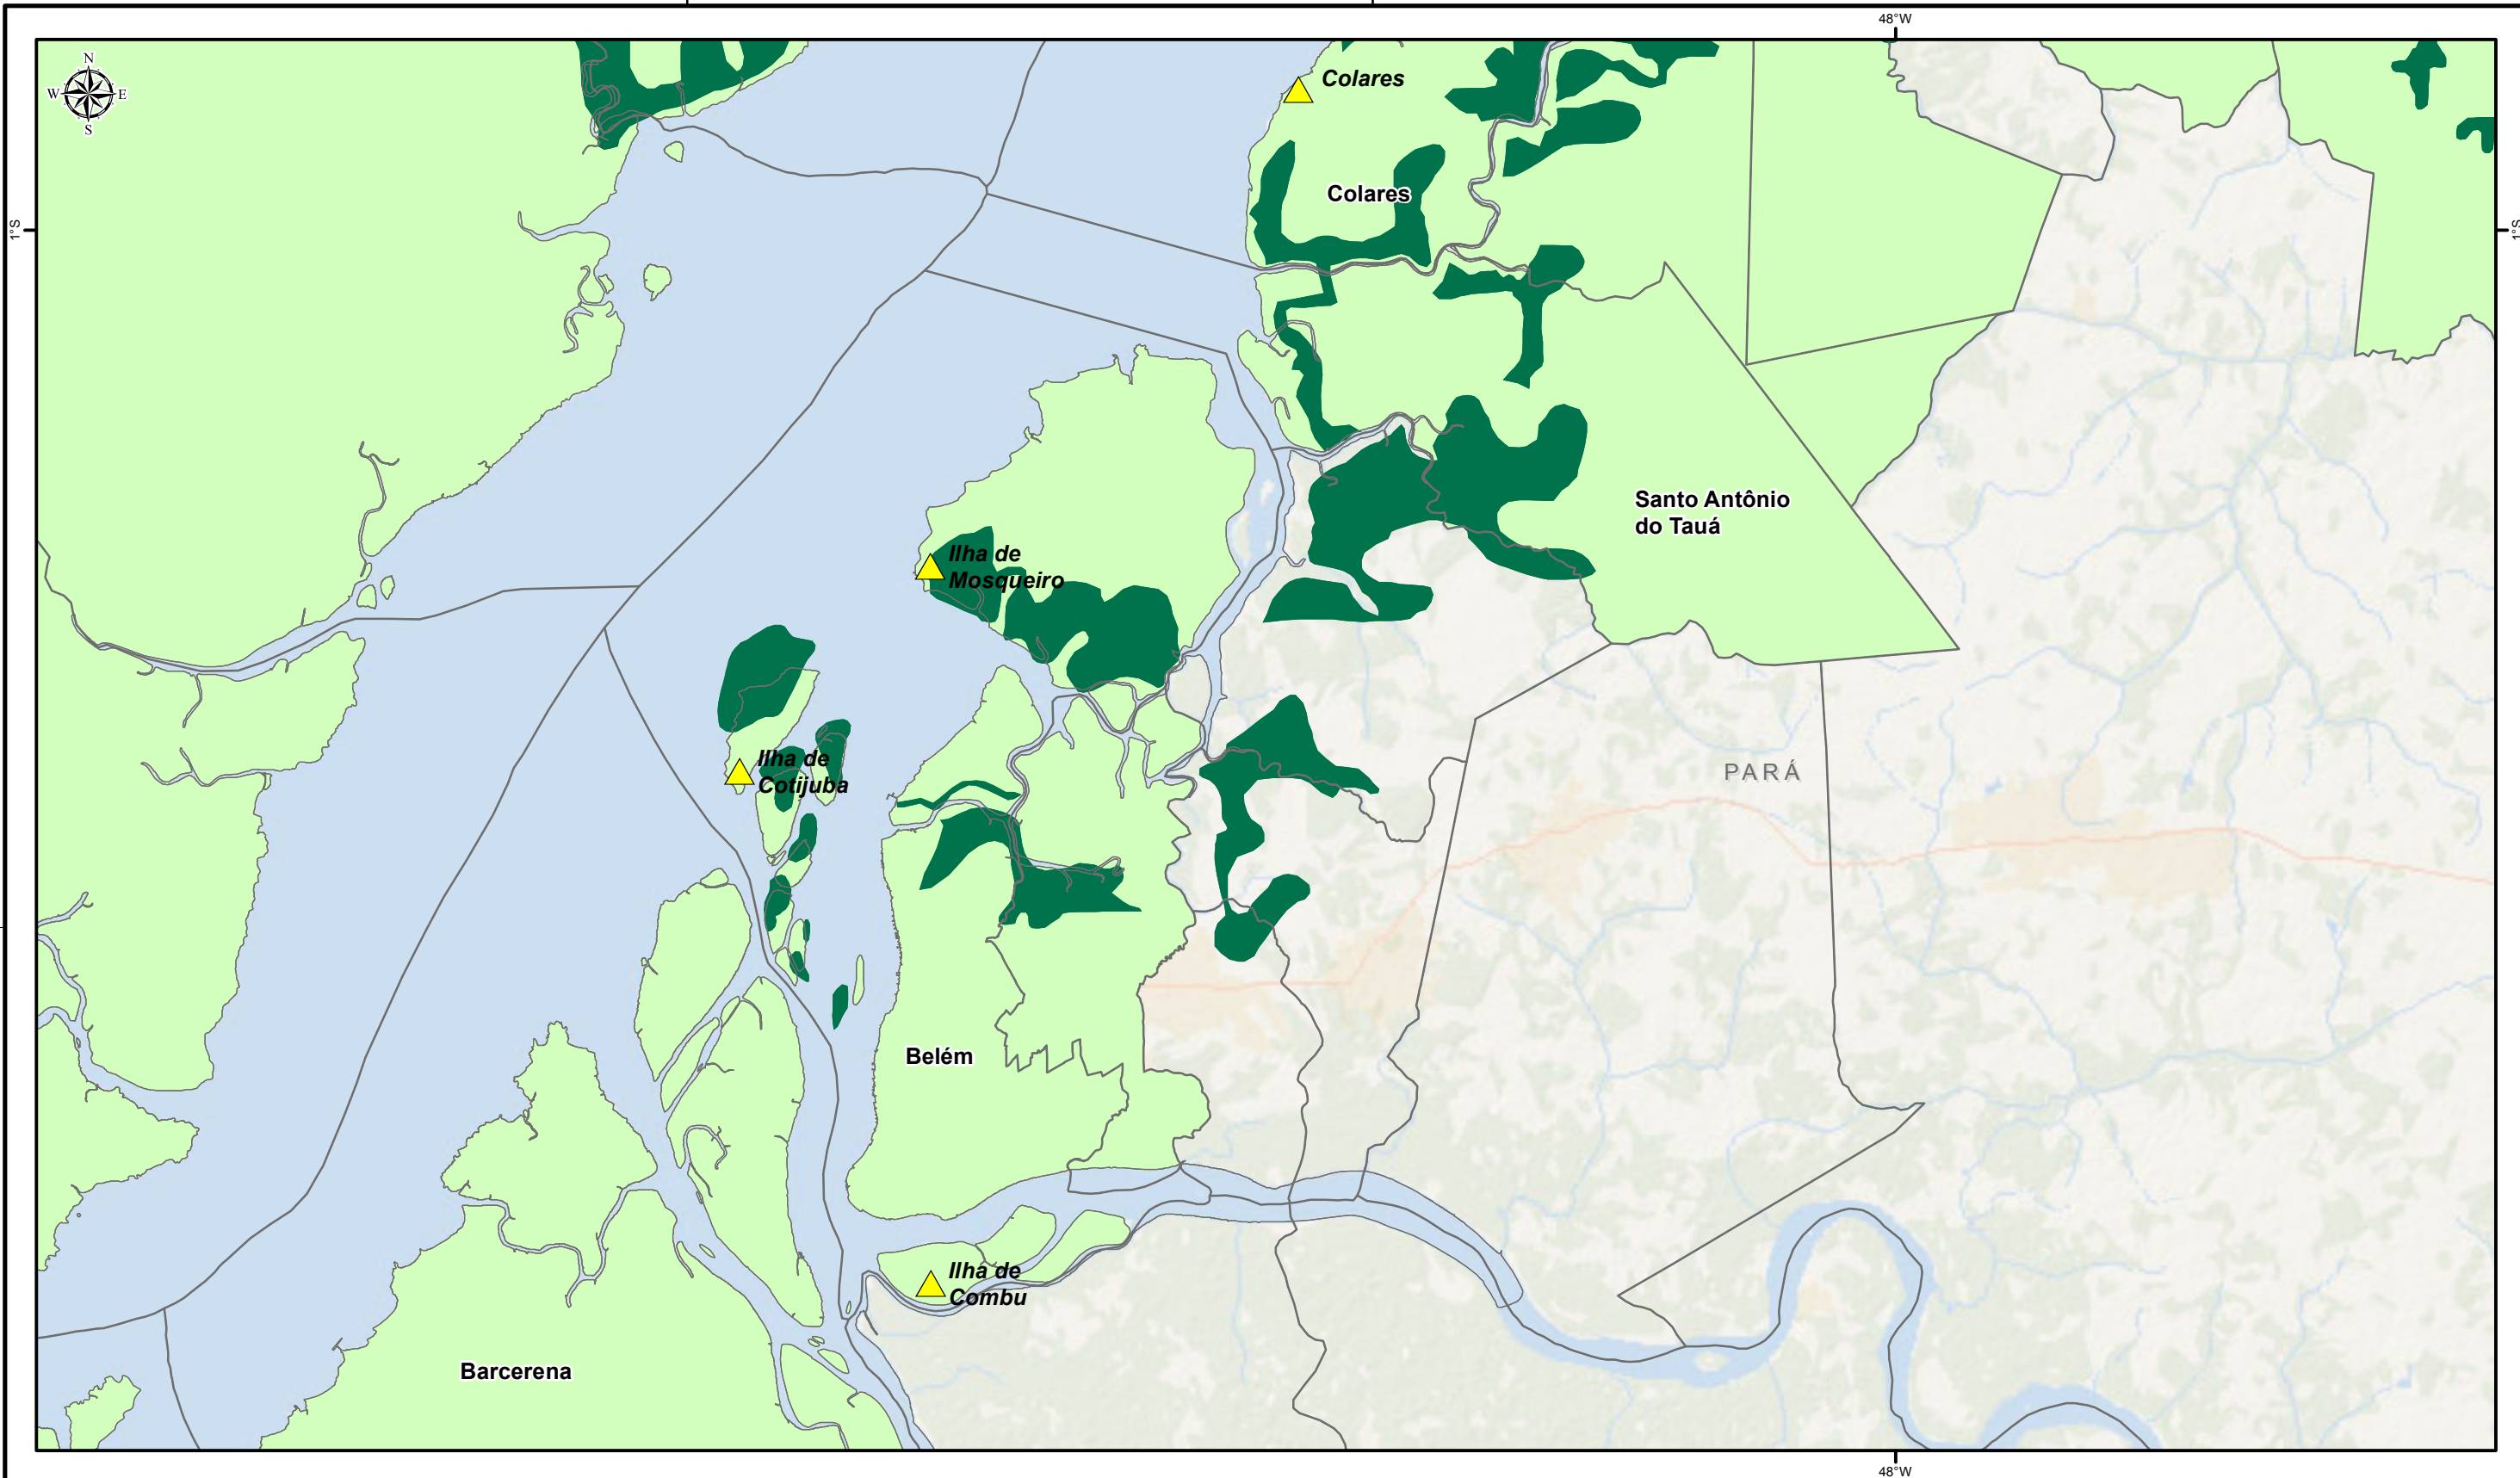 48°W
N
W E
S
Colares
Colares
1°S
1°S
Santo Antônio
do Tauá
Ilha de
Mosqueiro
Ilha de
Cotijuba
PARÁ
Belém
Ilha de
Combu
Barcerena
48°W